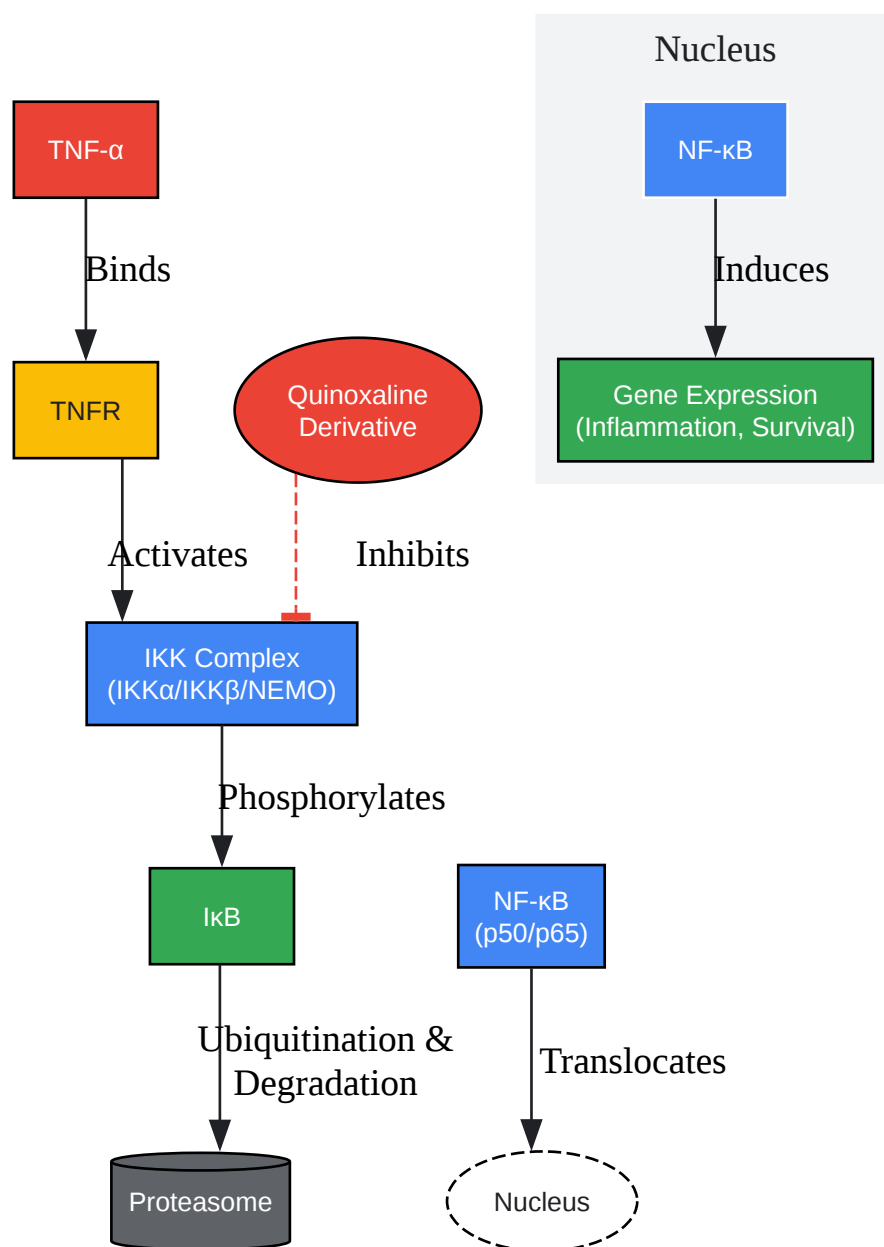 Nucleus
TNF-α
NF-κB
Binds
Induces
TNFR
Quinoxaline
Derivative
Gene Expression
(Inflammation, Survival)
Activates
Inhibits
IKK Complex
(IKKα/IKKβ/NEMO)
Phosphorylates
IκB
NF-κB
(p50/p65)
Ubiquitination &
Degradation
Translocates
Proteasome
Nucleus